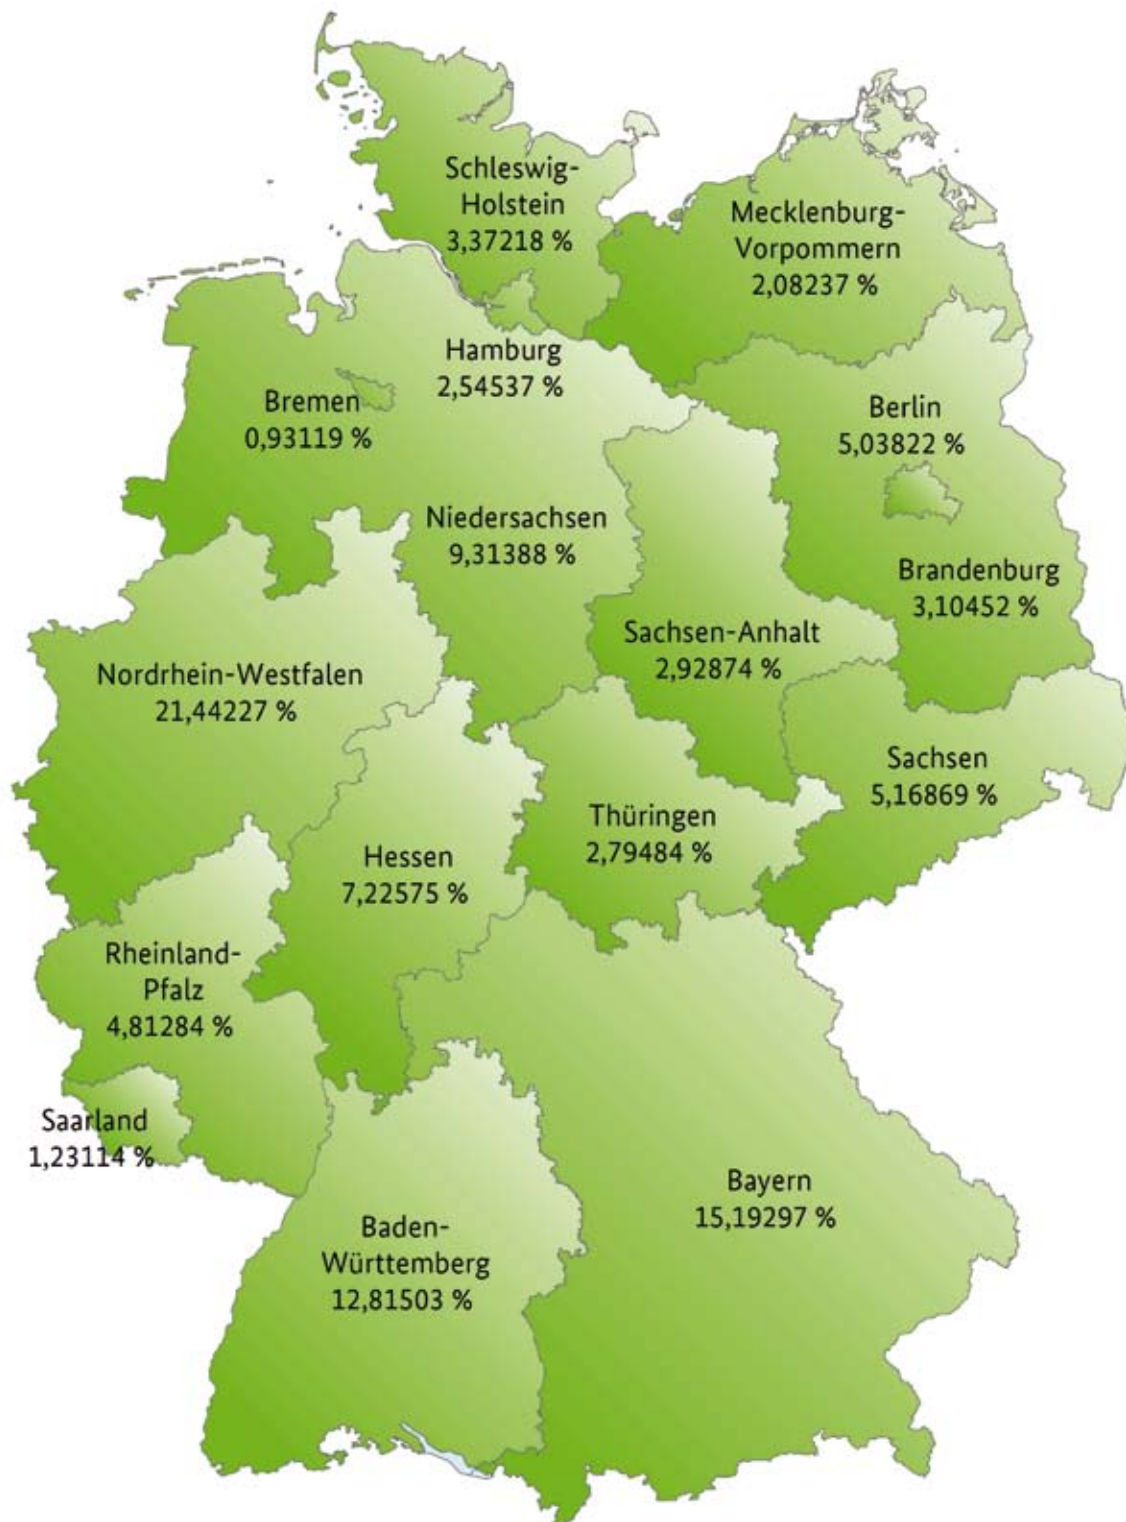 Schleswig-
Holstein
3,37218 %
Mecklenburg-
Vorpommern
2,08237 %
Hamburg
2,54537 %
Bremen
0,93119 %
Berlin
5,03822 %
Niedersachsen
9,31388 %
Brandenburg
3,10452 %
Sachsen-Anhalt
2,92874 %
Nordrhein-Westfalen
21,44227 %
Sachsen
5,16869 %
Thüringen
2,79484 %
Hessen
7,22575 %
Rheinland-
Pfalz
4,81284 %
Saarland
1,23114 %
Bayern
15,19297 %
Baden-
Württemberg
12,81503 %